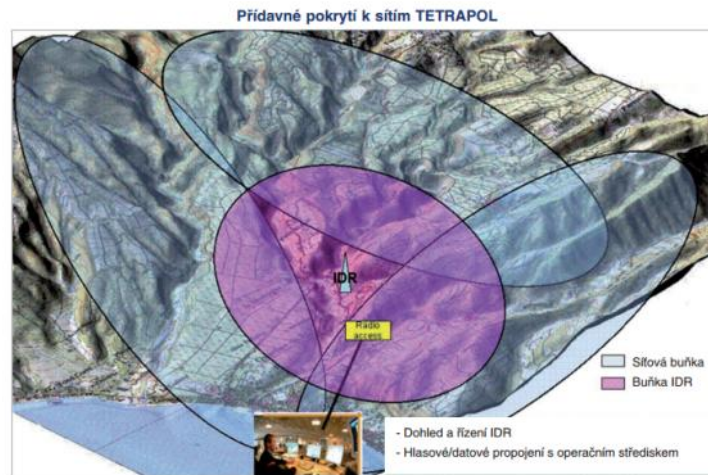 Přídavné pokrytí k sítím TETRAPOL
IDR
Radio
access
Síťová buňka
Buňka IDR
- Dohled a řízení IDR
- Hlasové/datové propojení s operačním střediskem